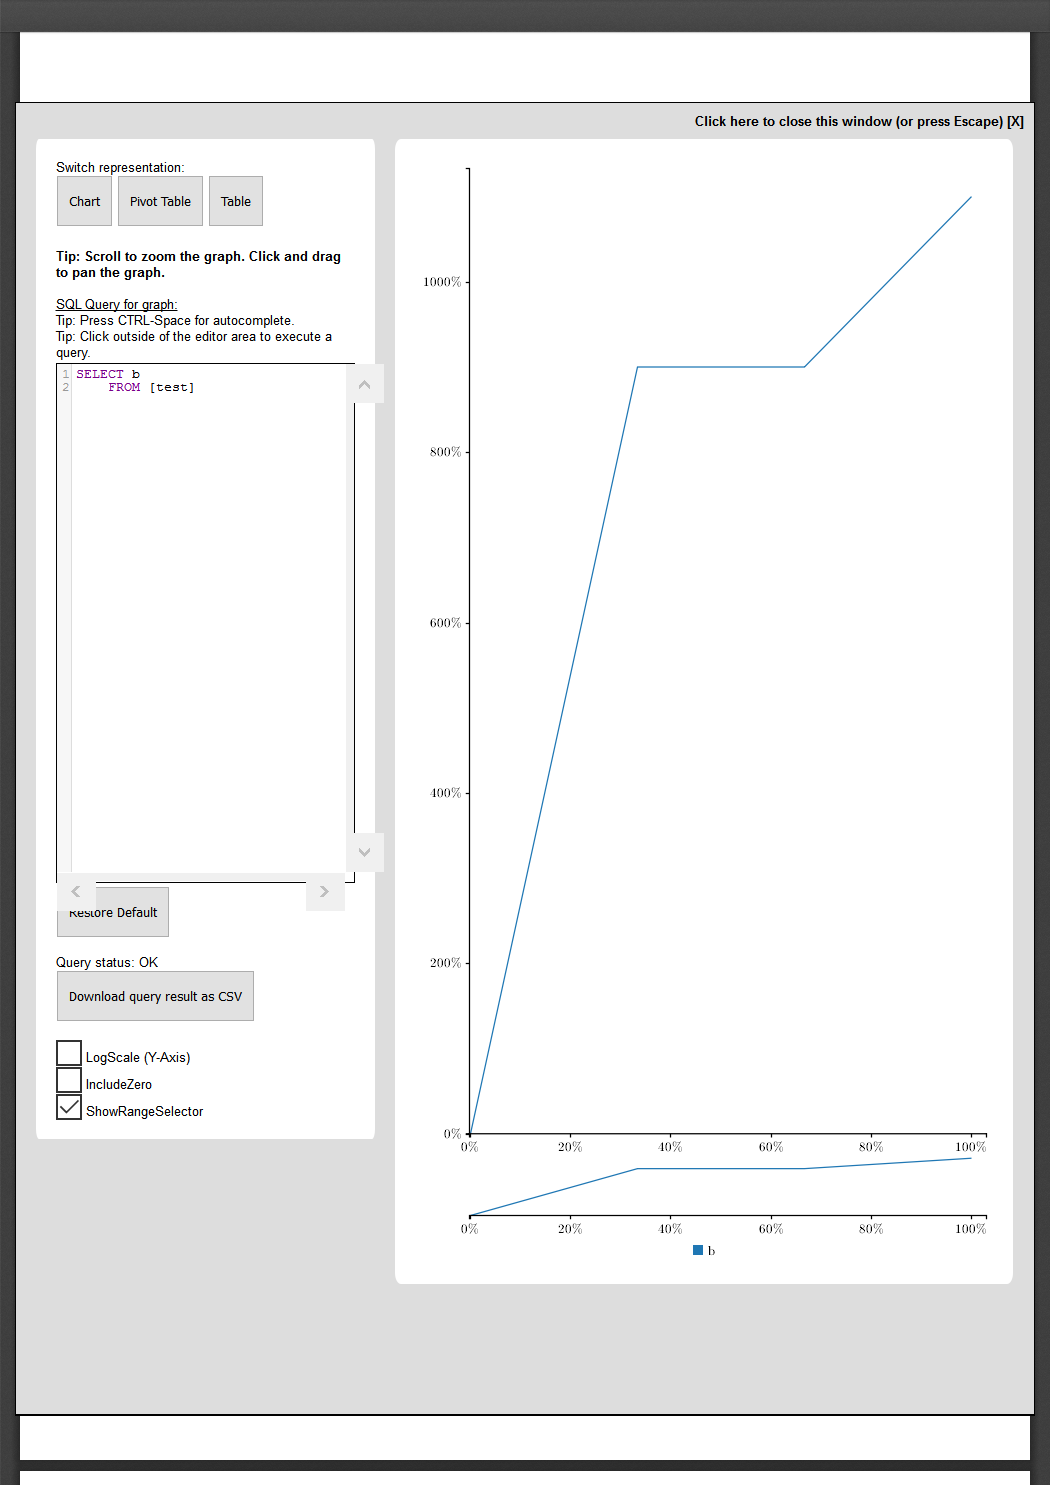 Click here to close this window (or press Escape) [X]
Switch representation:
Chart
Pivot Table
Table
Tip: Scroll to zoom the graph. Click and drag
to pan the graph.
SQL Query for graph:
Tip: Press CTRL-Space for autocomplete.
Tip: Click outside of the editor area to execute a
query.
1 SELECT b
2 FROM [test]
Restore Default
Query status: OK
Download query result as CSV
LogScale (Y-Axis)
IncludeZero
ShowRangeSelector
1000%
800%
600%
400%
200%
0%
0% 20% 40% 60% 80% 100%
0% 20% 40% 60% 80% 100%
b